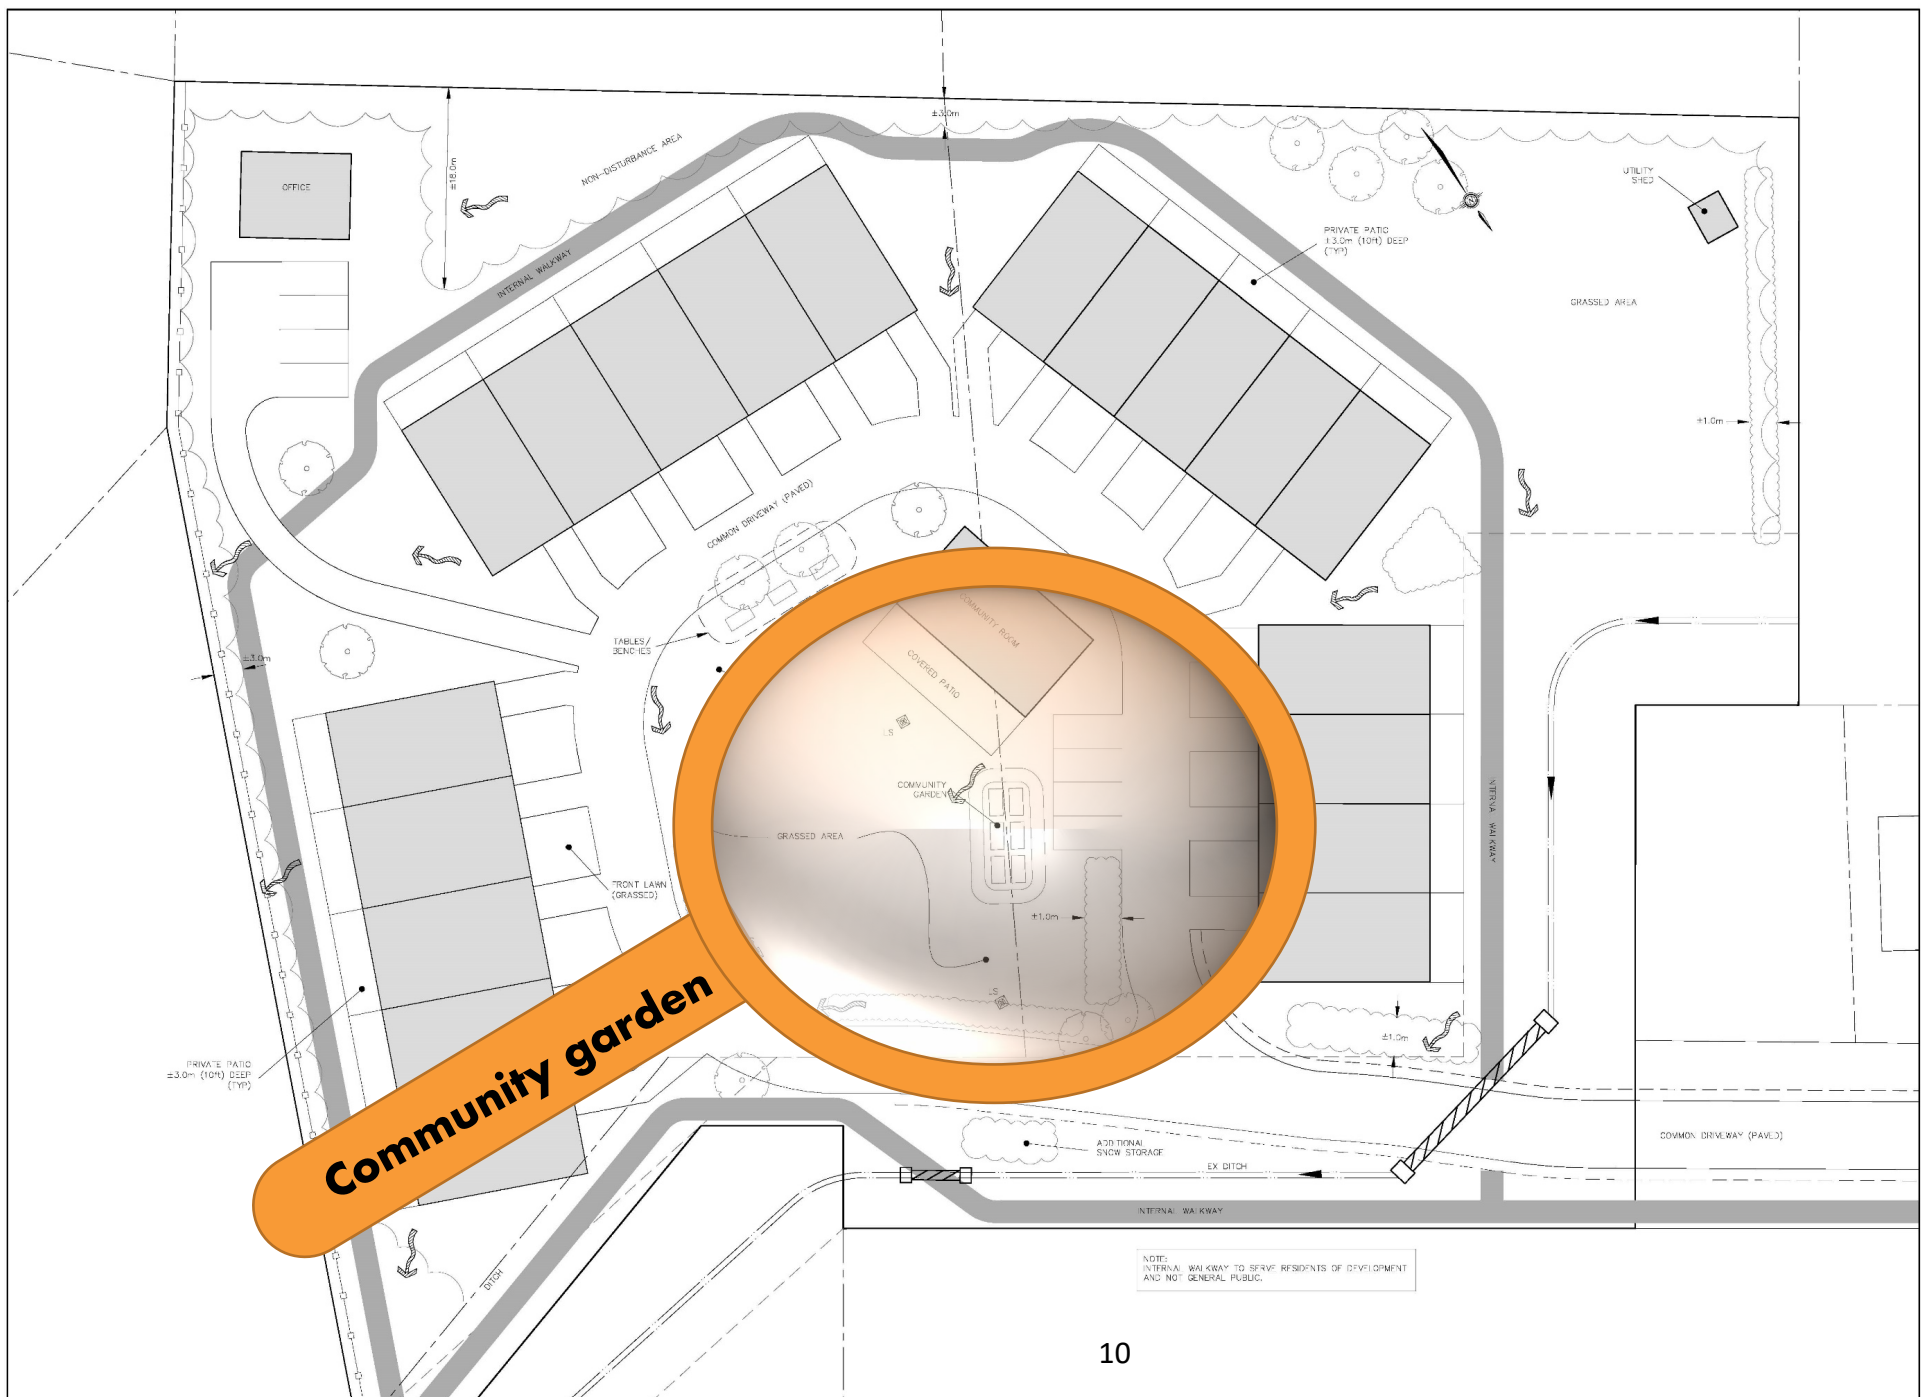 ±3.0m
NON-DISTURBANCE AREA
±18.0m
OFFICE
UTILITY
SHED
PRIVATE PATIO
±3.0m (10ft) DEEP
(TYP)
INTERNAL WALKWAY
GRASSED AREA
±1.0m
COMMON DRIVEWAY (PAVED)
TABLES/
BENCHES
±3.0m
COMMUNITY ROOM
COVERED PATIO
LS
COMMUNITY
GARDEN
GRASSED AREA
INTERNAL WALKWAY
FRONT LAWN
(GRASSED)
±1.0m
LS
±1.0m
Community garden
PRIVATE PATIO
±3.0m (10ft) DEEP
(TYP)
ADDITIONAL
SNOW STORAGE
COMMON DRIVEWAY (PAVED)
EX DITCH
INTERNAL WALKWAY
DITCH
NOTE:
INTERNAL WALKWAY TO SERVE RESIDENTS OF DEVELOPMENT
AND NOT GENERAL PUBLIC.
10